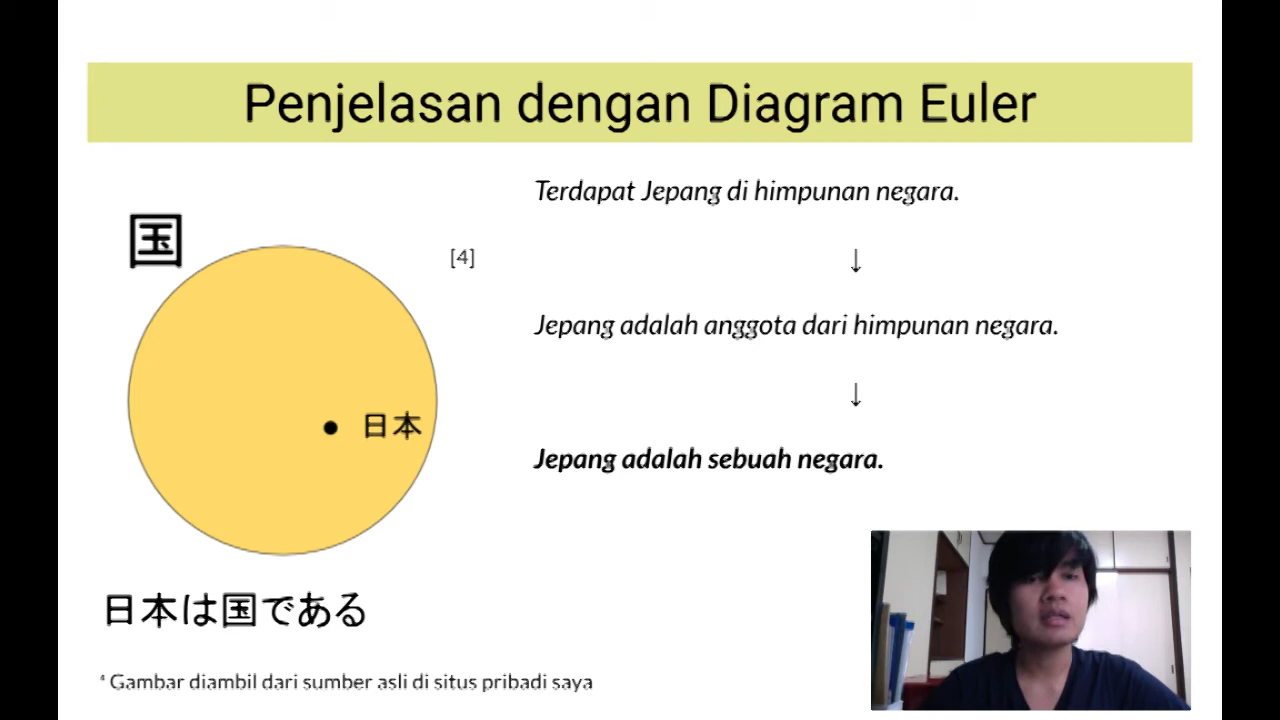 Penjelasan dengan Diagram Euler
国
[4]
日本
日本は国である
Terdapat Jepang di himpunan negara.
↓
Jepang adalah anggota dari himpunan negara.
↓
Jepang adalah sebuah negara.
⁴ Gambar diambil dari sumber asli di situs pribadi saya